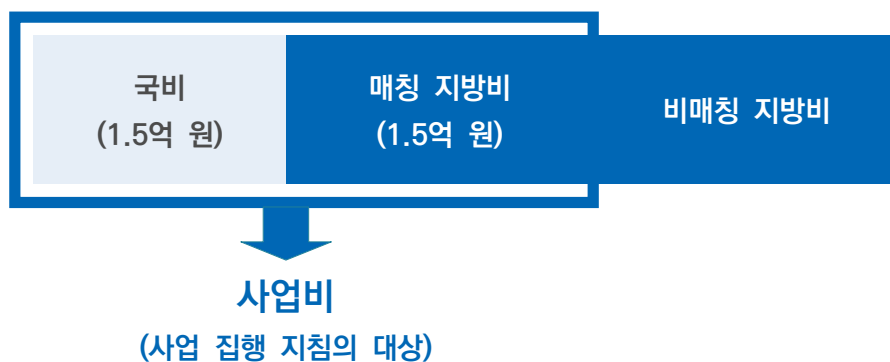 국비
(1.5억 원)
매칭 지방비
(1.5억 원)
비매칭 지방비
사업비
(사업 집행 지침의 대상)